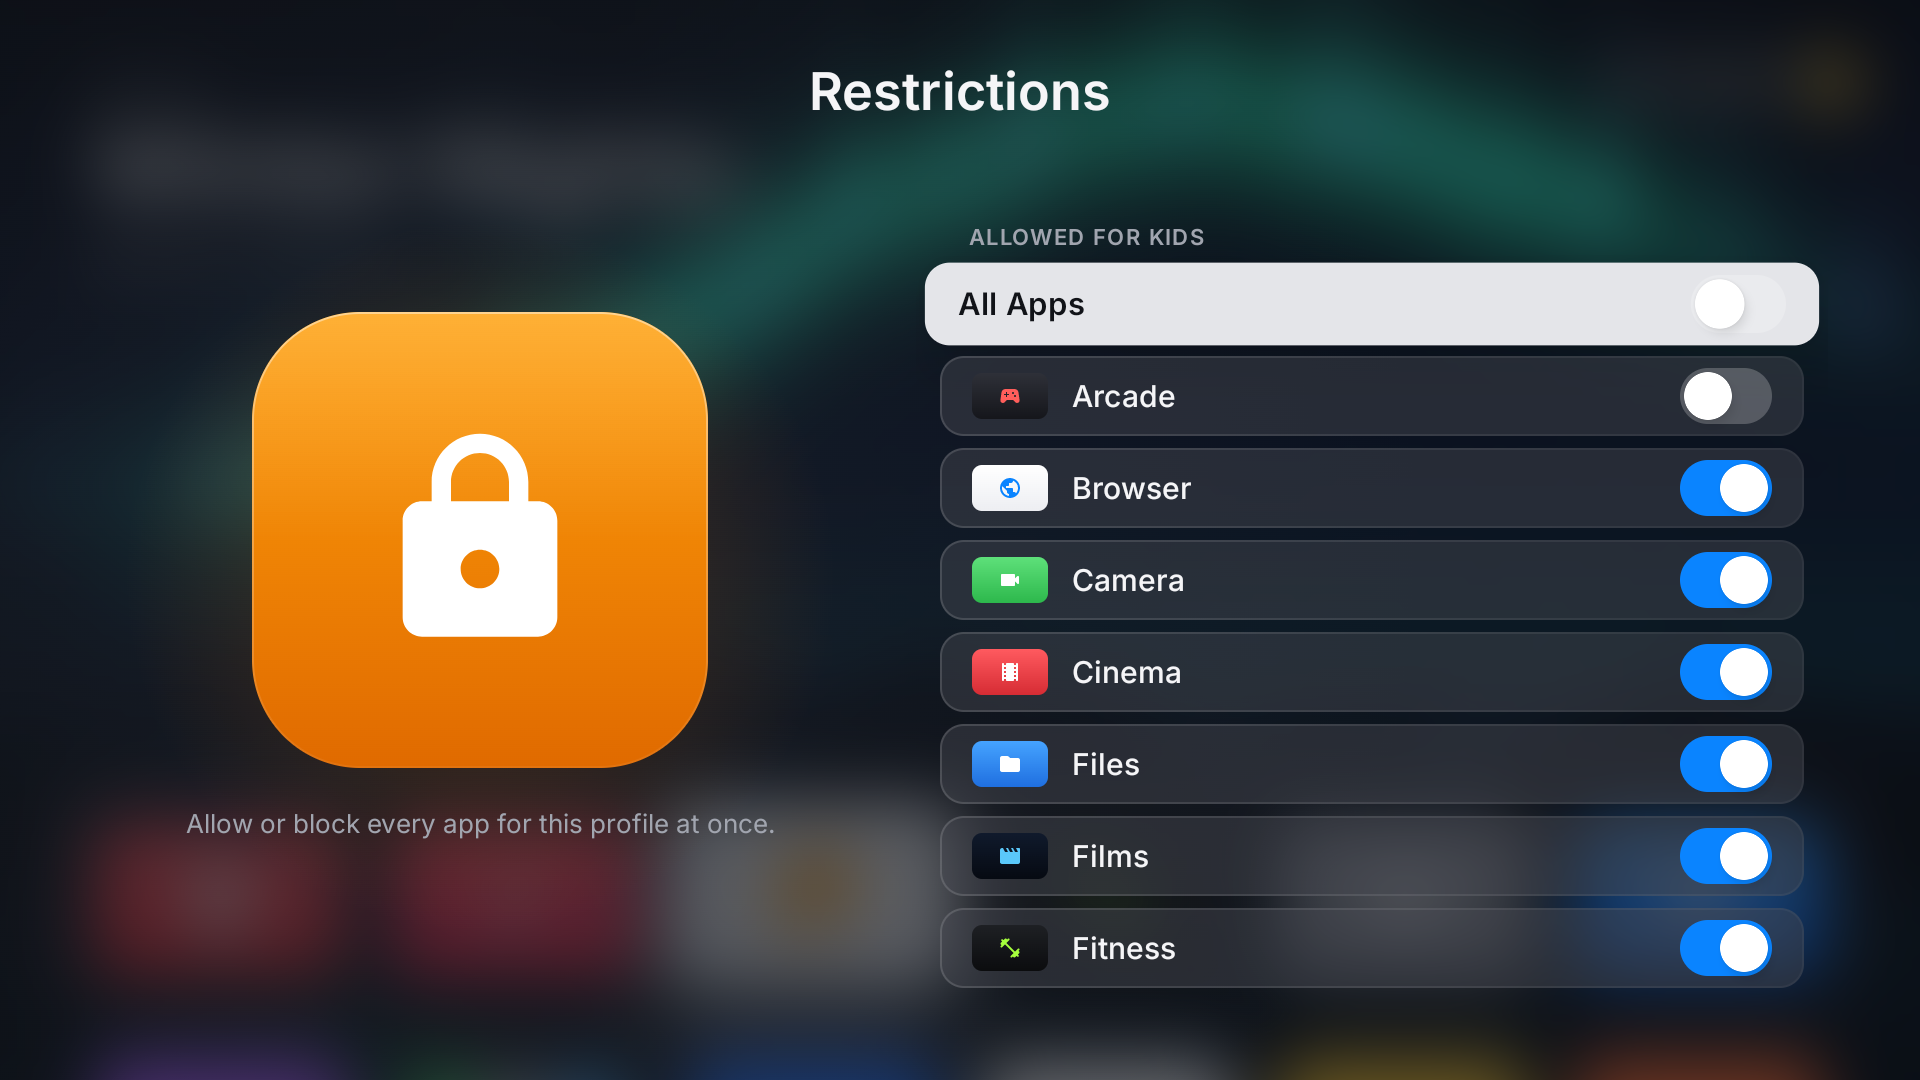 Restrictions
ALLOWED FOR KIDS
All Apps
Arcade
Browser
Camera
Cinema
Files
Films
Fitness
Allow or block every app for this profile at once.